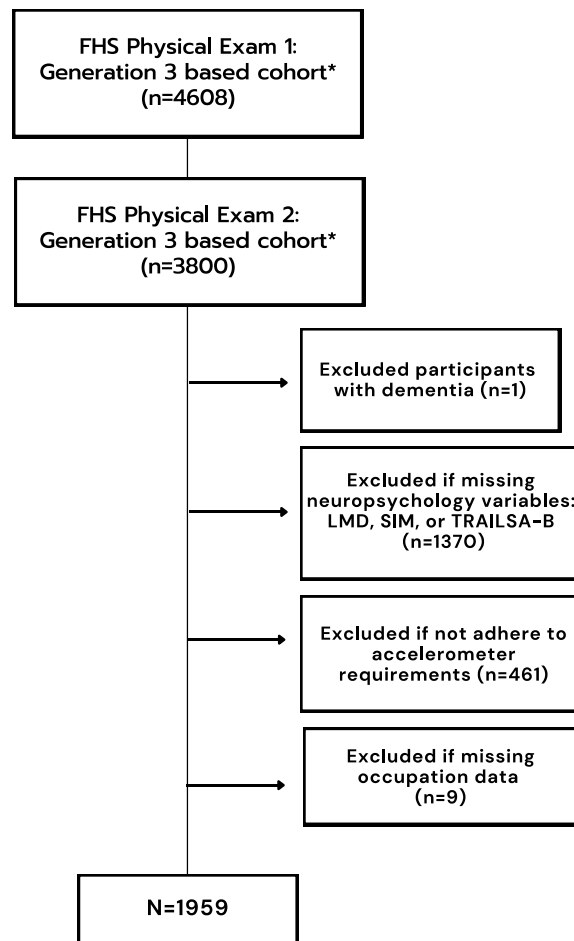 FHS Physical Exam 1:
Generation 3 based cohort*
(n=4608)
FHS Physical Exam 2:
Generation 3 based cohort*
(n=3800)
Excluded participants
with dementia (n=1)
Excluded if missing
neuropsychology variables:
LMD, SIM, or TRAILSA-B
(n=1370)
Excluded if not adhere to
accelerometer
requirements (n=461)
Excluded if missing
occupation data
(n=9)
N=1959